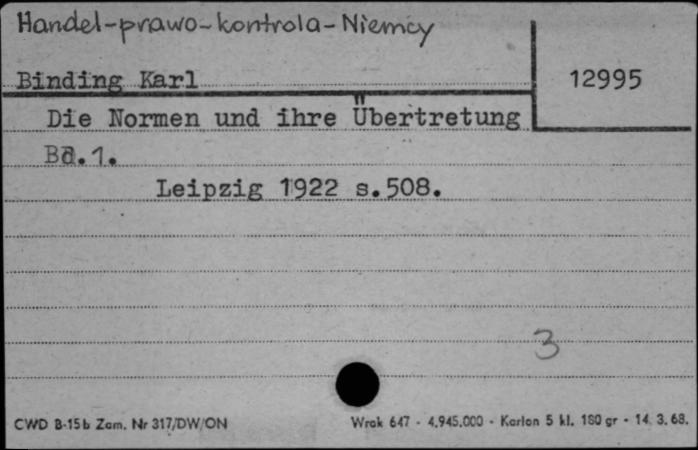 Handel-prawo-kontrola-Niemcy
Binding Karl 12995
Die Normen und ihre Übertretung
Bd.1.
Leipzig 1922 s.508.
3
CWD B-15b Zam. Nr 317/DW/ON Wrak 647 - 4.945.000 - Karton 5 kl. 180 gr - 14. 3. 68.